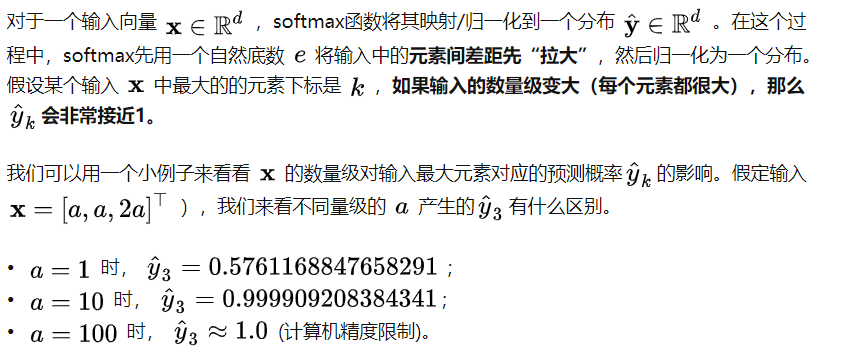 对于一个输入向量 $\mathbf{x} \in \mathbb{R}^d$ ，softmax函数将其映射/归一化到一个分布 $\hat{\mathbf{y}} \in \mathbb{R}^d$ 。在这个过
程中，softmax先用一个自然底数 $e$ 将输入中的元素间差距先“拉大”，然后归一化为一个分布。
假设某个输入 $\mathbf{x}$ 中最大的的元素下标是 $k$ ，如果输入的数量级变大（每个元素都很大），那么
$\hat{y}_k$ 会非常接近1。
我们可以用一个小例子来看看 $\mathbf{x}$ 的数量级对输入最大元素对应的预测概率 $\hat{y}_k$ 的影响。假定输入
$\mathbf{x} = [a, a, 2a]^\top$ ），我们来看不同量级的 $a$ 产生的 $\hat{y}_3$ 有什么区别。
• $a = 1$ 时， $\hat{y}_3 = 0.5761168847658291$ ；
• $a = 10$ 时， $\hat{y}_3 = 0.999909208384341$ ；
• $a = 100$ 时， $\hat{y}_3 \approx 1.0$ (计算机精度限制)。